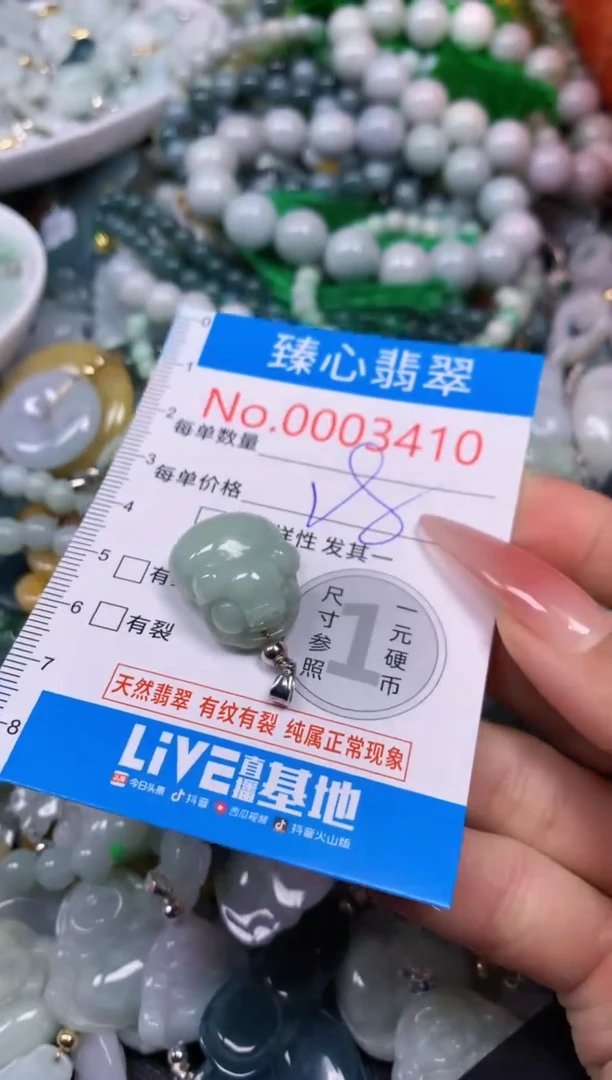 臻心翡翠
No.0003410
每单数量
每单价格 v8
样性 发其一
有
有裂
尺寸参照
1
一元硬币
天然翡翠 有纹有裂 纯属正常现象
LiVE直播基地
今日头条 抖音 西瓜视频 抖音火山版
0
1
2
3
4
5
6
7
8